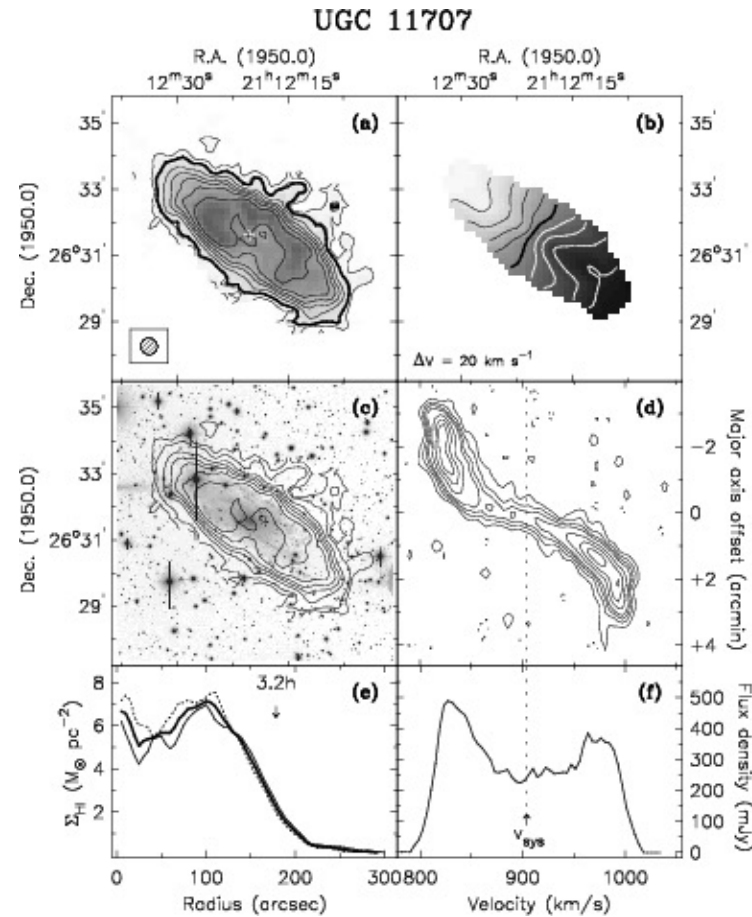 UGC 11707
R.A. (1950.0) R.A. (1950.0)
12ᵐ30ˢ 21ʰ12ᵐ15ˢ 12ᵐ30ˢ 21ʰ12ᵐ15ˢ
35' (a) (b) 35'
33' 33'
Dec. (1950.0) 26°31' 26°31'
29' 29'
Δv = 20 km s⁻¹
35' (c) (d) -2
33' 0
Dec. (1950.0) 26°31' Major axis offset (arcmin)
29' +2
+4
8 3.2h (e) (f) 500
6 400
Σ_HI (M_⊙ pc⁻²) 4 300 Flux density (mJy)
2 200
v_sys 100
0
0 100 200 300 800 900 1000
Radius (arcsec) Velocity (km/s)